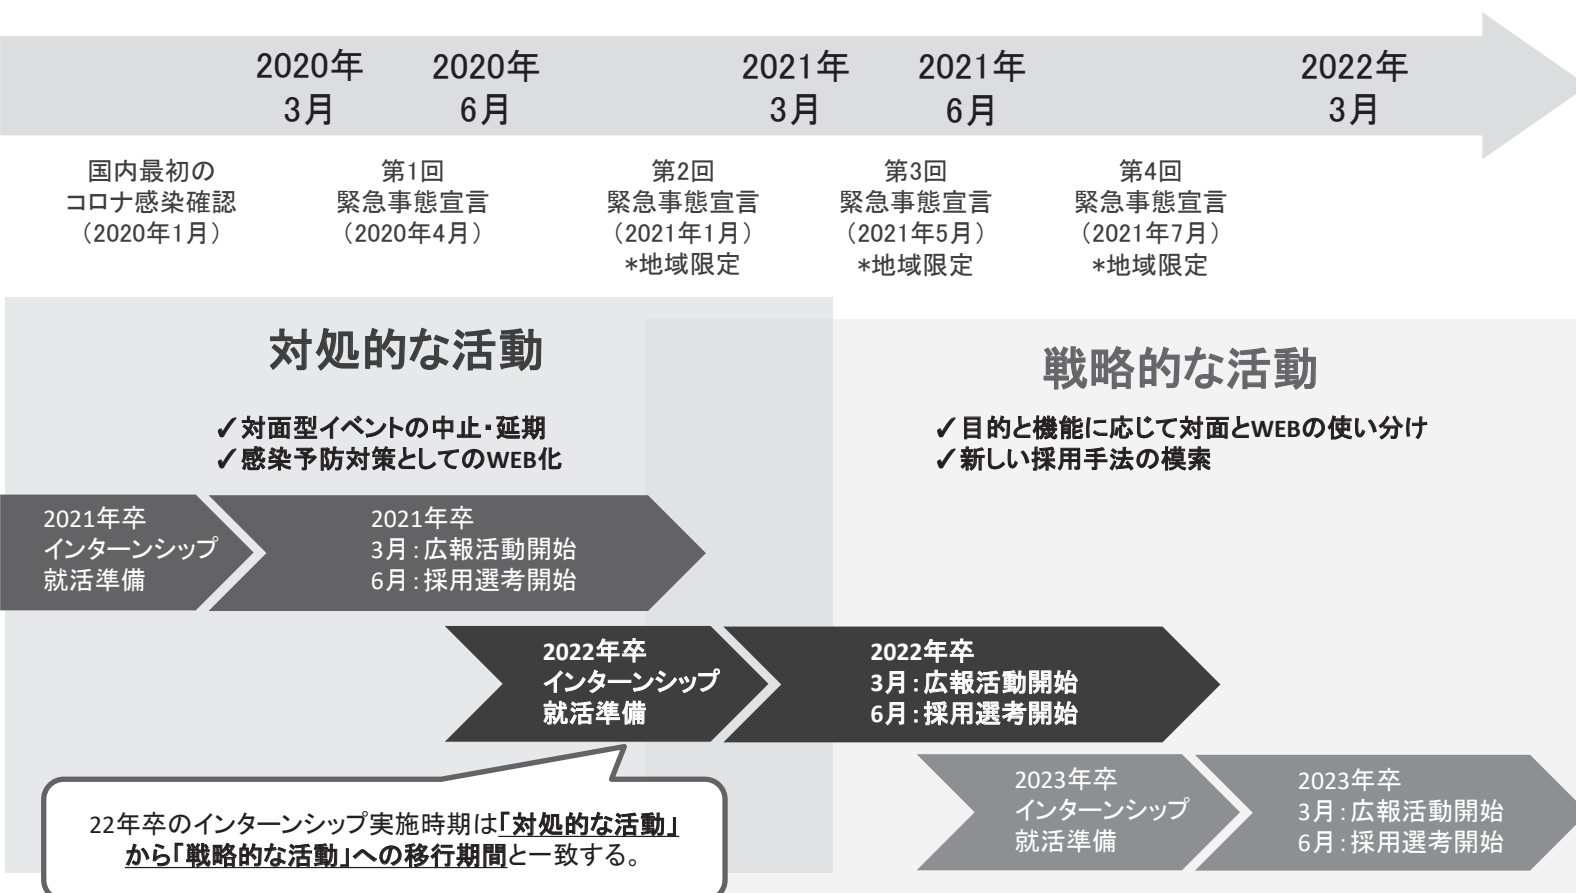 2020年
3月
2020年
6月
2021年
3月
2021年
6月
2022年
3月
国内最初の
コロナ感染確認
（2020年1月）
第1回
緊急事態宣言
（2020年4月）
第2回
緊急事態宣言
（2021年1月）
*地域限定
第3回
緊急事態宣言
（2021年5月）
*地域限定
第4回
緊急事態宣言
（2021年7月）
*地域限定
対処的な活動
✓対面型イベントの中止・延期
✓感染予防対策としてのWEB化
戦略的な活動
✓目的と機能に応じて対面とWEBの使い分け
✓新しい採用手法の模索
2021年卒
インターンシップ
就活準備
2021年卒
3月：広報活動開始
6月：採用選考開始
2022年卒
インターンシップ
就活準備
2022年卒
3月：広報活動開始
6月：採用選考開始
2023年卒
インターンシップ
就活準備
2023年卒
3月：広報活動開始
6月：採用選考開始
22年卒のインターンシップ実施時期は「対処的な活動」
から「戦略的な活動」への移行期間と一致する。